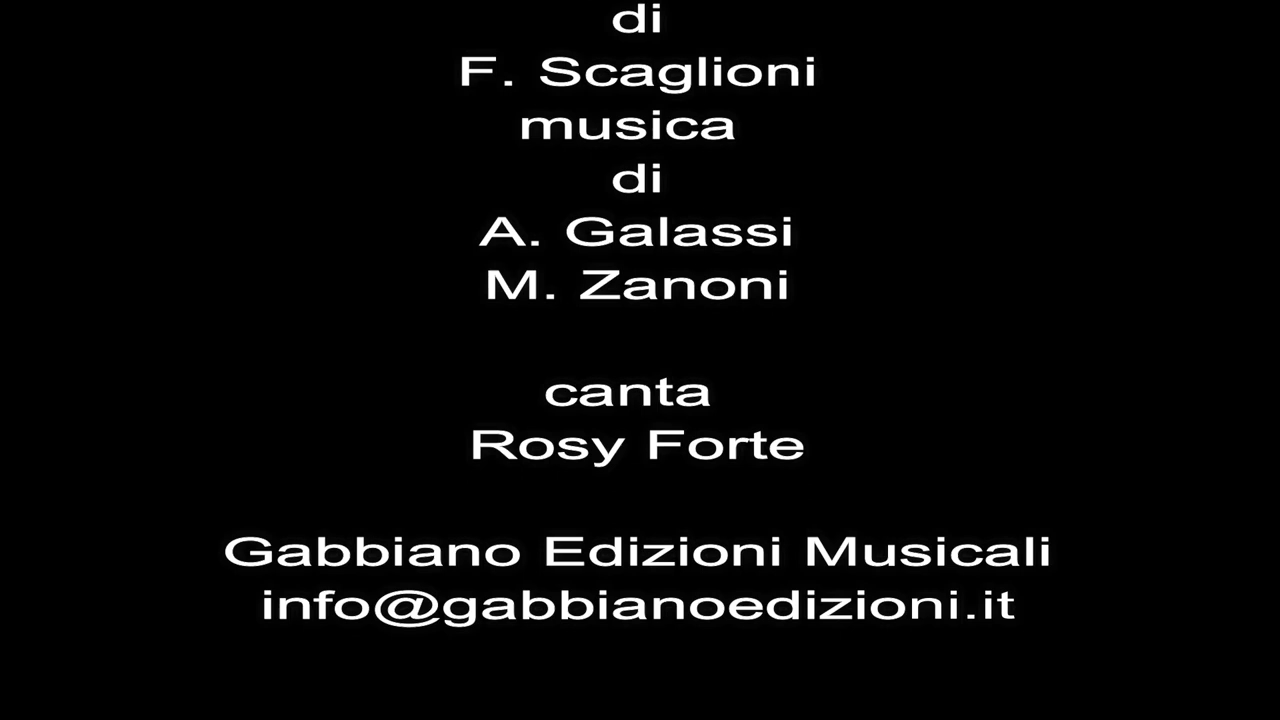 di
F. Scaglioni
musica
di
A. Galassi
M. Zanoni
canta
Rosy Forte
Gabbiano Edizioni Musicali
info@gabbianoedizioni.it